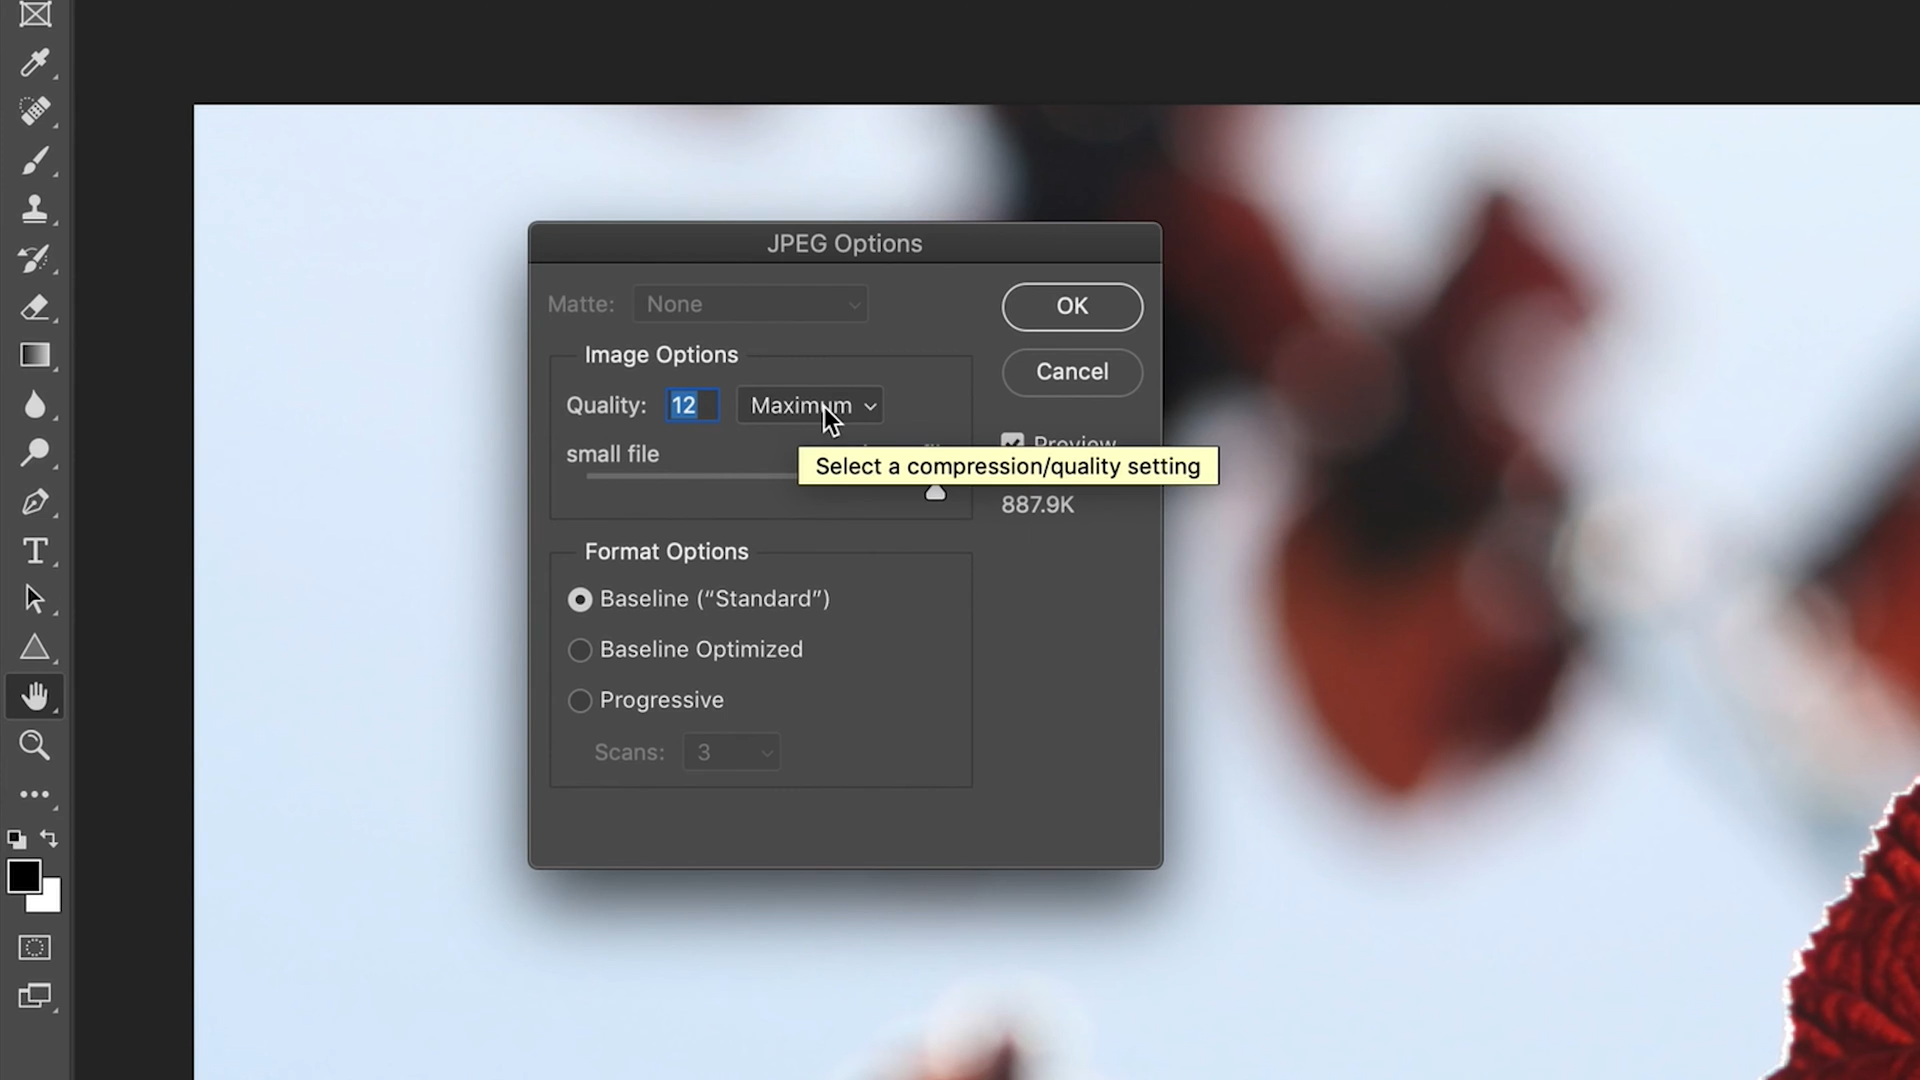 JPEG Options
Matte: None
OK
Image Options
Cancel
Quality: 12 Maximum
Preview
small file
Select a compression/quality setting
887.9K
Format Options
Baseline (“Standard”)
Baseline Optimized
Progressive
Scans: 3